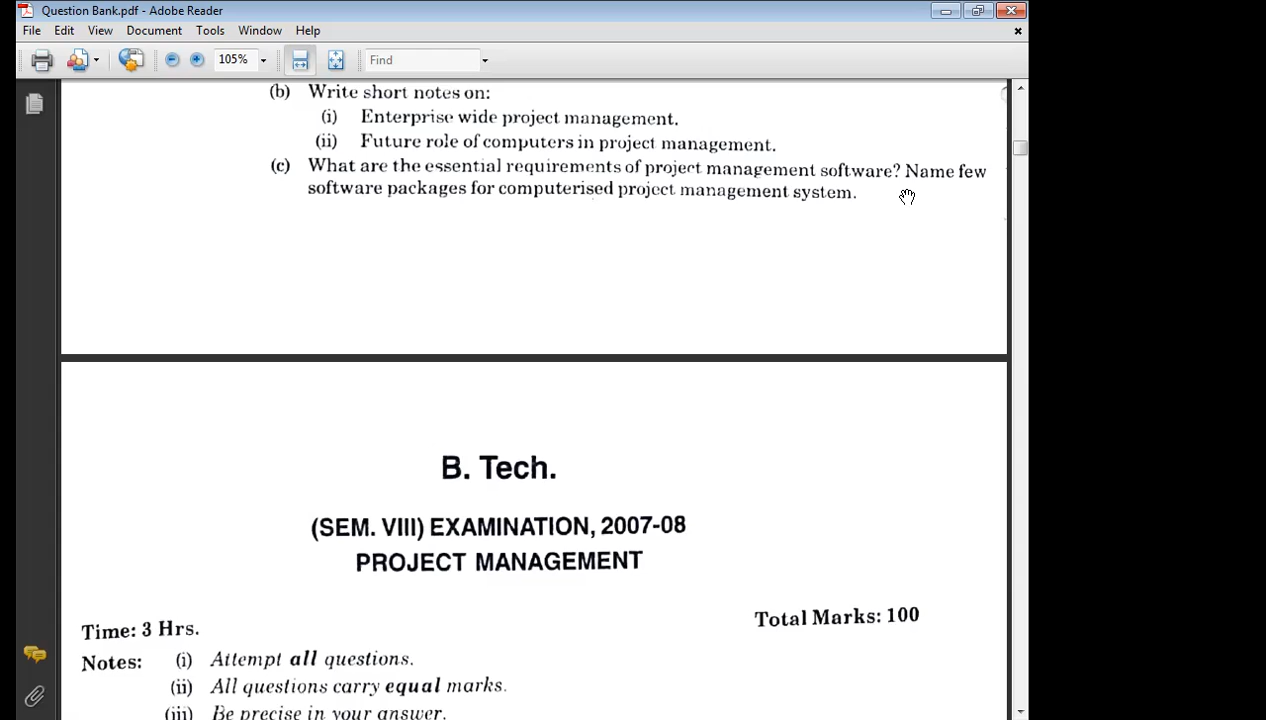 Question Bank.pdf - Adobe Reader
File Edit View Document Tools Window Help
105% Find
(b) Write short notes on:
(i) Enterprise wide project management.
(ii) Future role of computers in project management.
(c) What are the essential requirements of project management software? Name few
software packages for computerised project management system.
B. Tech.
(SEM. VIII) EXAMINATION, 2007-08
PROJECT MANAGEMENT
Time: 3 Hrs. Total Marks: 100
Notes: (i) Attempt all questions.
(ii) All questions carry equal marks.
(iii) Be precise in your answer.